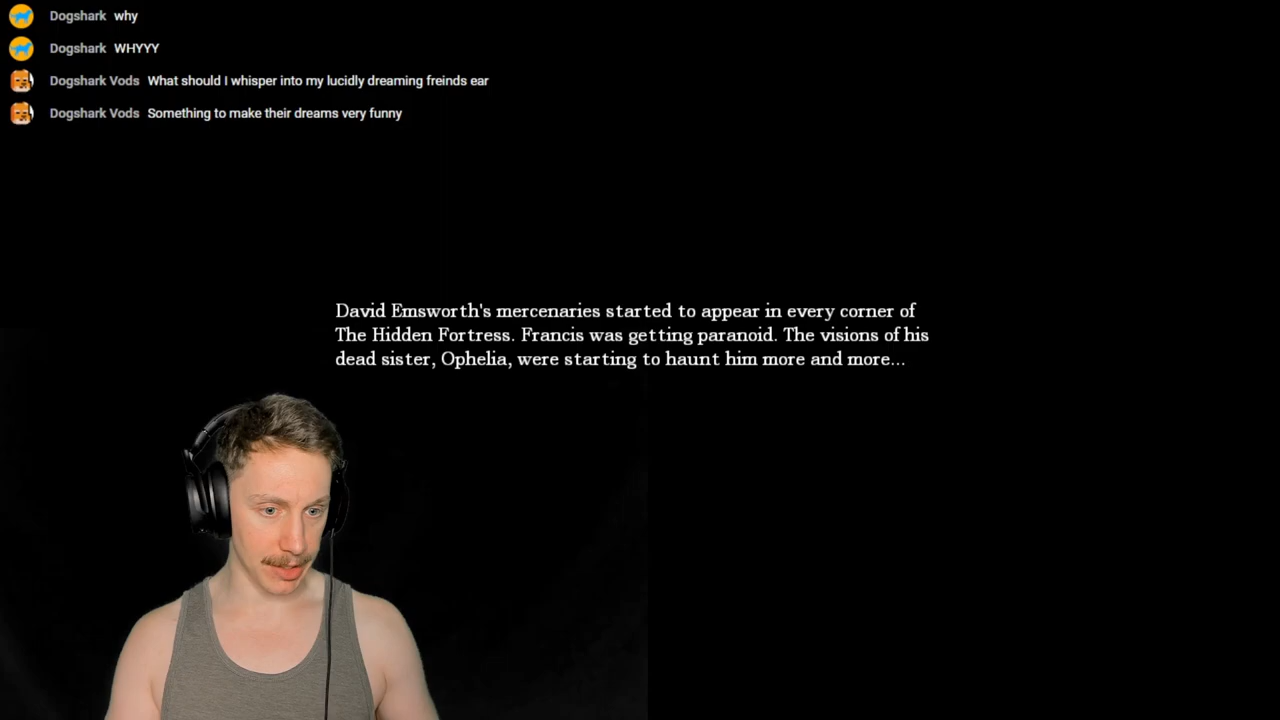 Dogshark why
Dogshark WHYYY
Dogshark Vods What should I whisper into my lucidly dreaming freinds ear
Dogshark Vods Something to make their dreams very funny
David Emsworth's mercenaries started to appear in every corner of
The Hidden Fortress. Francis was getting paranoid. The visions of his
dead sister, Ophelia, were starting to haunt him more and more...